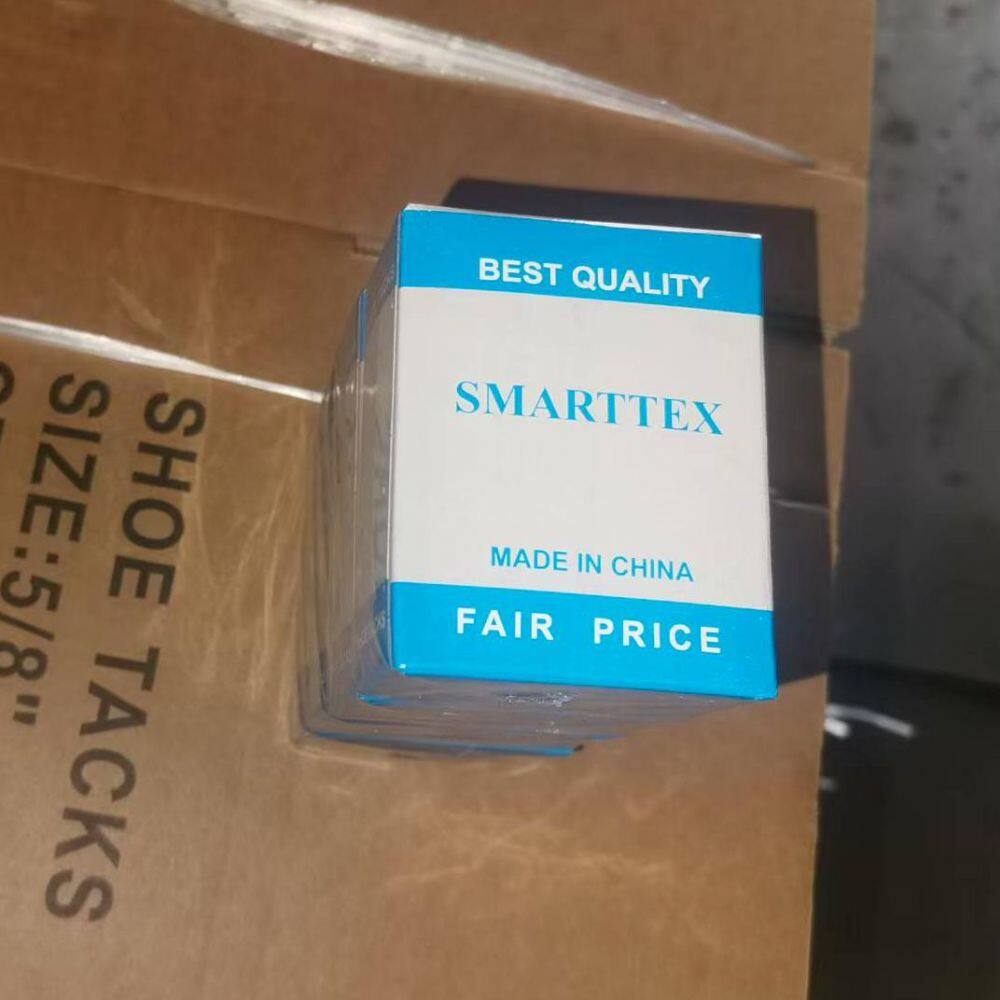 BEST QUALITY
SMARTTEX
MADE IN CHINA
FAIR PRICE
SHOE TACKS
SIZE:5/8"